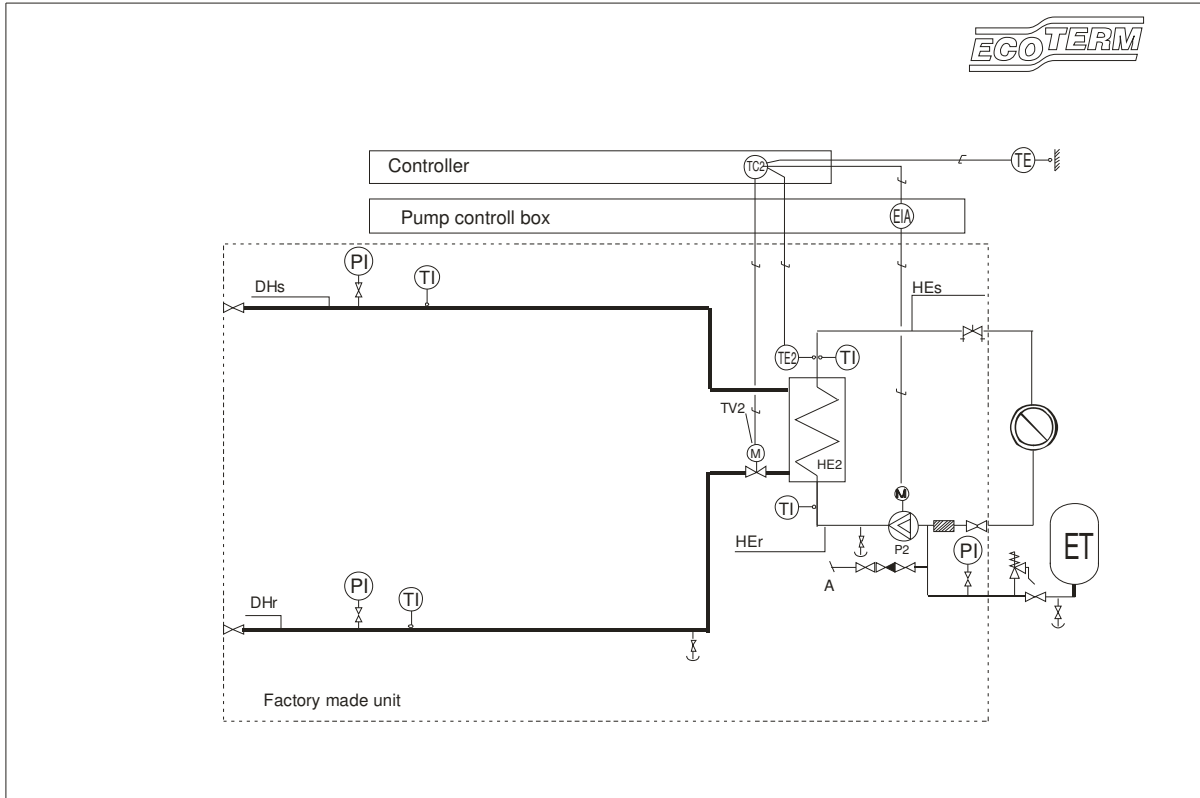 ECOTERM
Controller
TC2
TE
Pump controll box
EIA
PI
TI
DHs
HEs
TE2
TI
TV2
M
HE2
TI
M
P2
HEr
PI
ET
A
PI
TI
DHr
Factory made unit